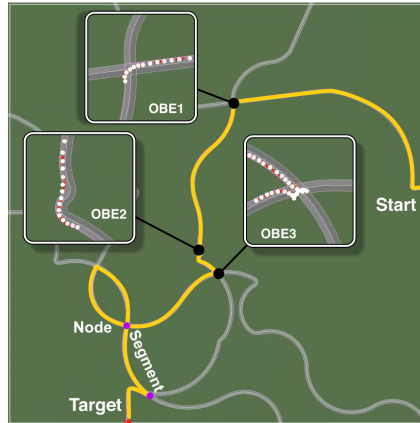 OBE1
OBE2
OBE3
Start
Node
Segment
Target